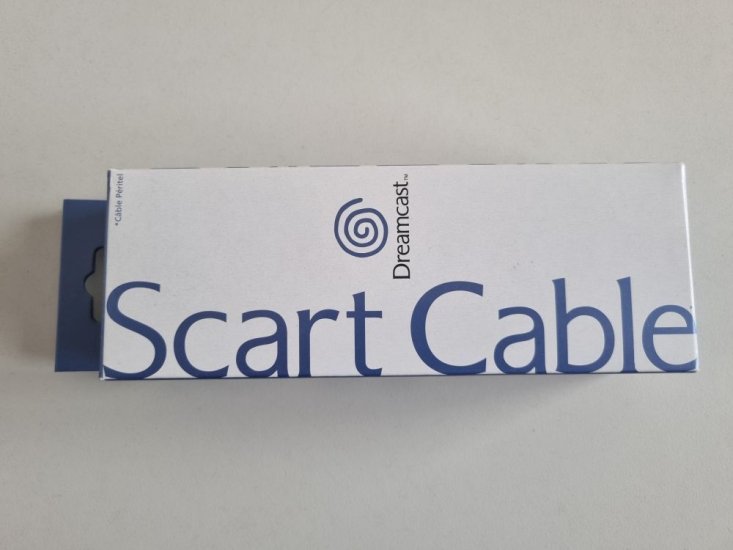 *Câble Péritel
Dreamcast™
Scart Cable